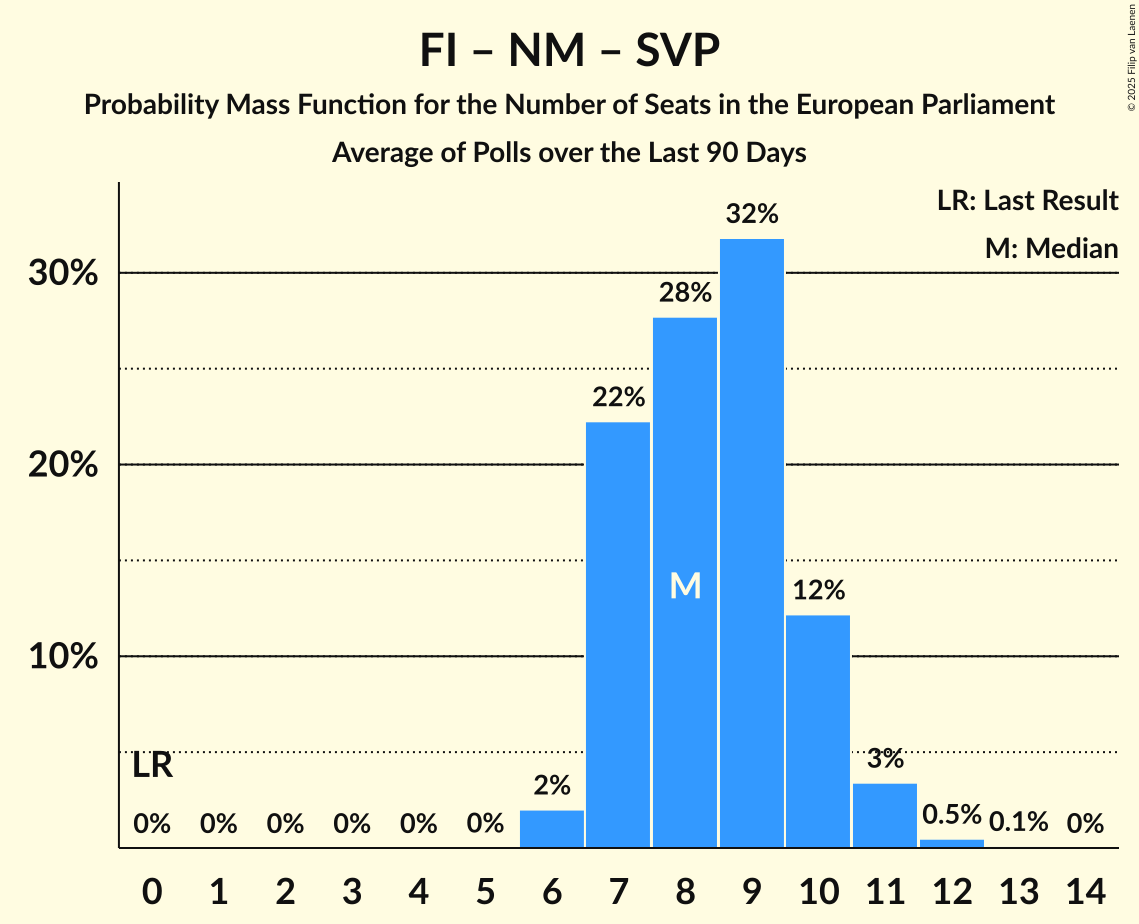 FI – NM – SVP
Probability Mass Function for the Number of Seats in the European Parliament
Average of Polls over the Last 90 Days
© 2025 Filip van Laenen
LR: Last Result
M: Median
32%
30%
28%
22%
20%
M
12%
10%
LR
3%
2%
0% 0% 0% 0% 0% 0% 0.5% 0.1% 0%
0 1 2 3 4 5 6 7 8 9 10 11 12 13 14